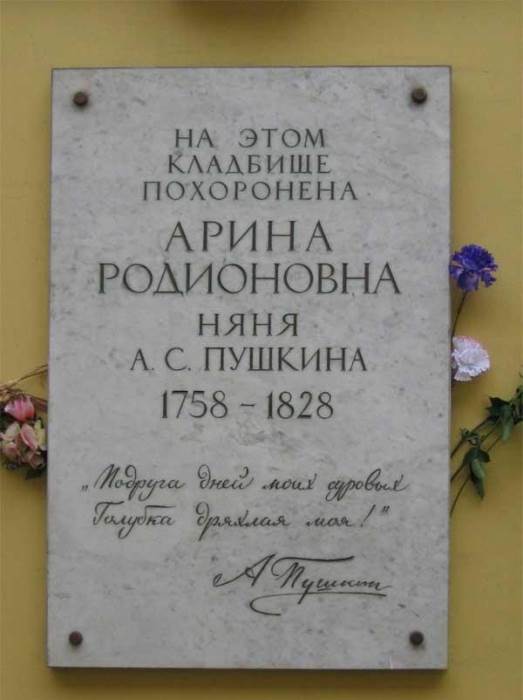 НА ЭТОМ
КЛАДБИЩЕ
ПОХОРОНЕНА
АРИНА
РОДИОНОВНА
НЯНЯ
А. С. ПУШКИНА
1758 – 1828
„Подруга дней моих суровых
Голубка дряхлая моя!"
А Пушкин